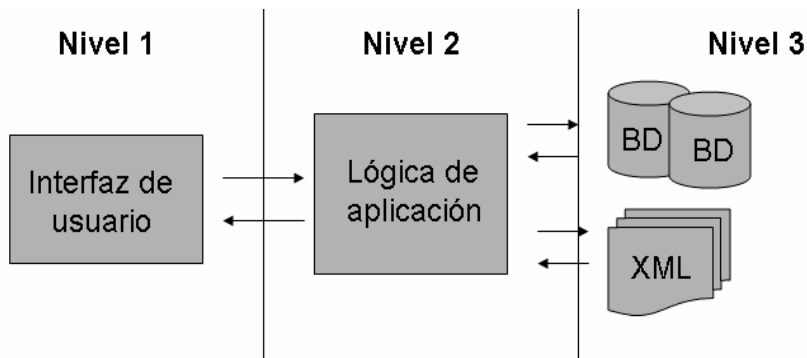 Nivel 1
Nivel 2
Nivel 3
Interfaz de
usuario
Lógica de
aplicación
BD
BD
XML